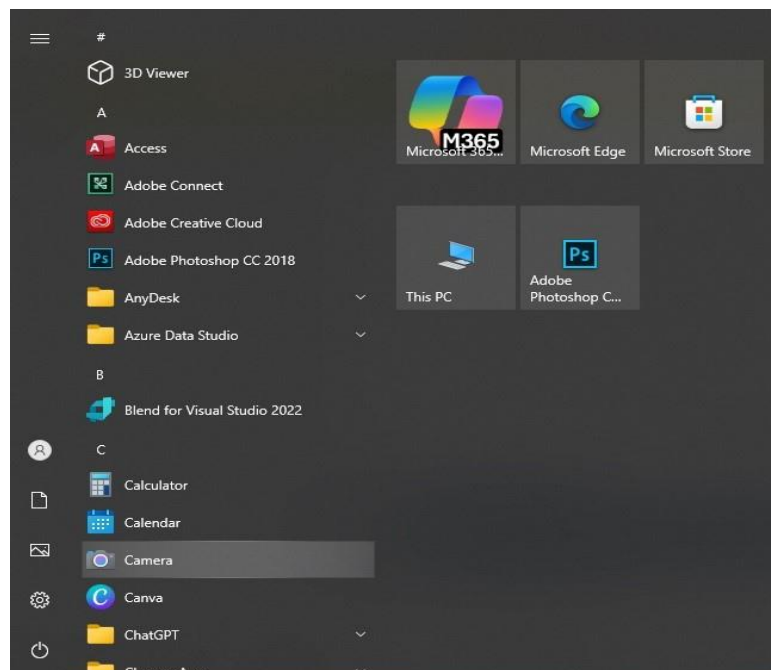 #
3D Viewer
A
Access
Adobe Connect
Adobe Creative Cloud
Adobe Photoshop CC 2018
AnyDesk
Azure Data Studio
B
Blend for Visual Studio 2022
C
Calculator
Calendar
Camera
Canva
ChatGPT
M365
Microsoft 365...
Microsoft Edge
Microsoft Store
This PC
Ps
Adobe
Photoshop C...